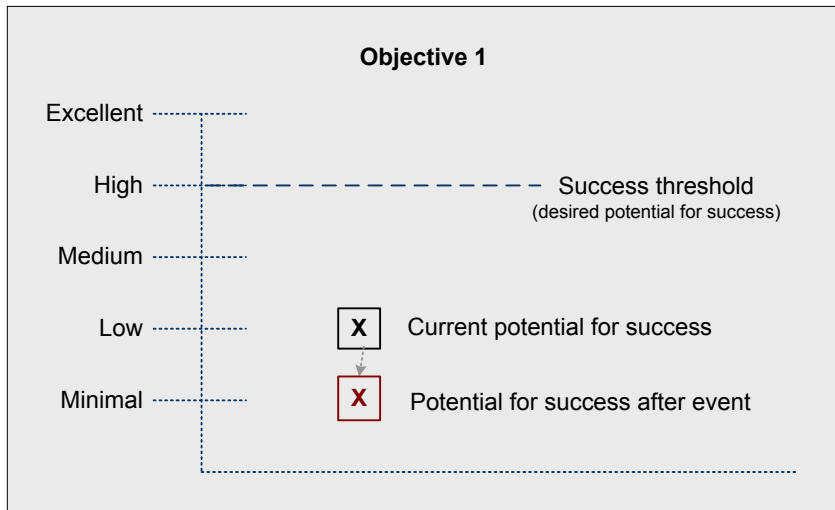 Objective 1
Excellent
High
Success threshold
(desired potential for success)
Medium
Low
X
Current potential for success
Minimal
X
Potential for success after event